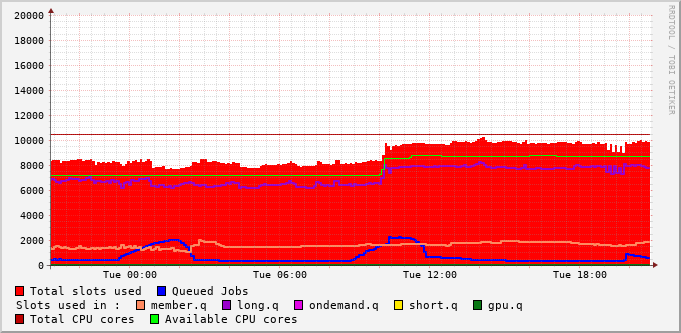 RRDTOOL / TOBI OETIKER
20000
18000
16000
14000
12000
10000
8000
6000
4000
2000
0
Tue 00:00 Tue 06:00 Tue 12:00 Tue 18:00
Total slots used Queued Jobs
Slots used in : member.q long.q ondemand.q short.q gpu.q
Total CPU cores Available CPU cores